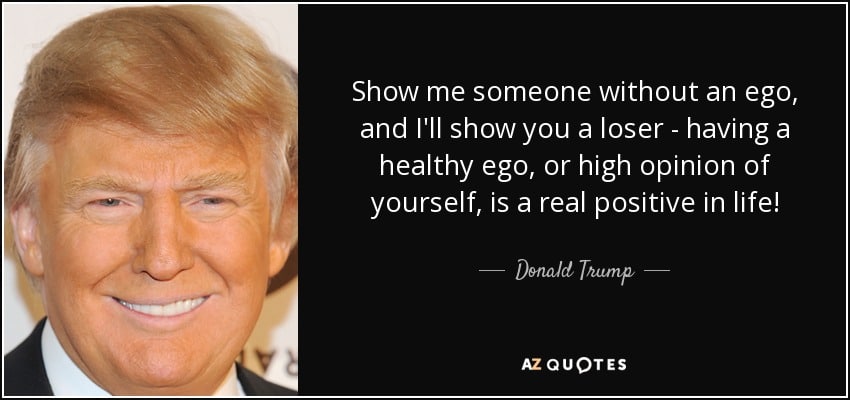 Show me someone without an ego,
and I'll show you a loser - having a
healthy ego, or high opinion of
yourself, is a real positive in life!
Donald Trump
AZ QUOTES